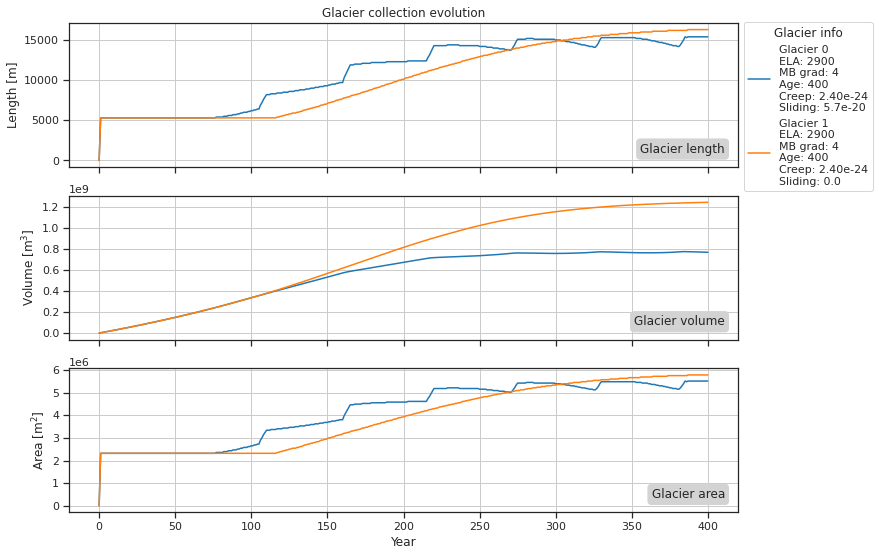 Glacier collection evolution
15000
10000
5000
0
Length [m]
Glacier length
Glacier info
Glacier 0
ELA: 2900
MB grad: 4
Age: 400
Creep: 2.40e-24
Sliding: 5.7e-20
Glacier 1
ELA: 2900
MB grad: 4
Age: 400
Creep: 2.40e-24
Sliding: 0.0
1e9
1.2
1.0
0.8
0.6
0.4
0.2
0.0
Volume [m³]
Glacier volume
1e6
6
5
4
3
2
1
0
Area [m²]
Glacier area
0 50 100 150 200 250 300 350 400
Year